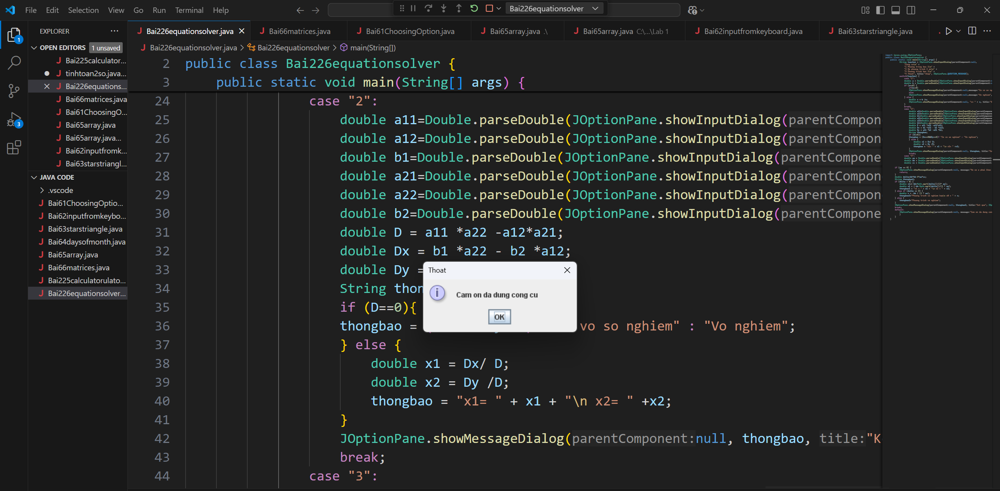 File Edit Selection View Go Run Terminal Help
Bai226equationsolver
EXPLORER
OPEN EDITORS 1 unsaved
Bai225calculator...
tinhtoan2so.java...
Bai226equations...
Bai66matrices.java
Bai61ChoosingO...
Bai65array.java
Bai65array.java...
Bai62inputfromk...
Bai63starstriangl...
JAVA CODE
.vscode
Bai61ChoosingOptio...
Bai62inputfromkeybo...
Bai63starstriangle.java
Bai64daysofmonth.java
Bai65array.java
Bai66matrices.java
Bai225calculatorulato...
Bai226equationsolver...
1
3
Bai226equationsolver.java Bai66matrices.java Bai61ChoosingOption.java Bai65array.java .\ Bai65array.java C:\...\Lab 1 Bai62inputfromkeyboard.java Bai63starstriangle.java
Bai226equationsolver.java > Bai226equationsolver > main(String[])
2 public class Bai226equationsolver {
3 public static void main(String[] args) {
24 case "2":
25 double a11=Double.parseDouble(JOptionPane.showInputDialog(parentCompon
26 double a12=Double.parseDouble(JOptionPane.showInputDialog(parentCompon
27 double b1=Double.parseDouble(JOptionPane.showInputDialog(parentCompone
28 double a21=Double.parseDouble(JOptionPane.showInputDialog(parentCompon
29 double a22=Double.parseDouble(JOptionPane.showInputDialog(parentCompon
30 double b2=Double.parseDouble(JOptionPane.showInputDialog(parentCompone
31 double D = a11 *a22 -a12*a21;
32 double Dx = b1 *a22 - b2 *a12;
33 double Dy =
34 String thon
35 if (D==0){
36 thongbao = vo so nghiem" : "Vo nghiem";
37 } else {
38 double x1 = Dx/ D;
39 double x2 = Dy /D;
40 thongbao = "x1= " + x1 + "\n x2= " +x2;
41 }
42 JOptionPane.showMessageDialog(parentComponent:null, thongbao, title:"K
43 break;
44 case "3":
Thoat
Cam on da dung cong cu
OK